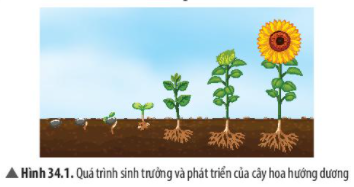 ▲ Hình 34.1. Quá trình sinh trưởng và phát triển của cây hoa hướng dương